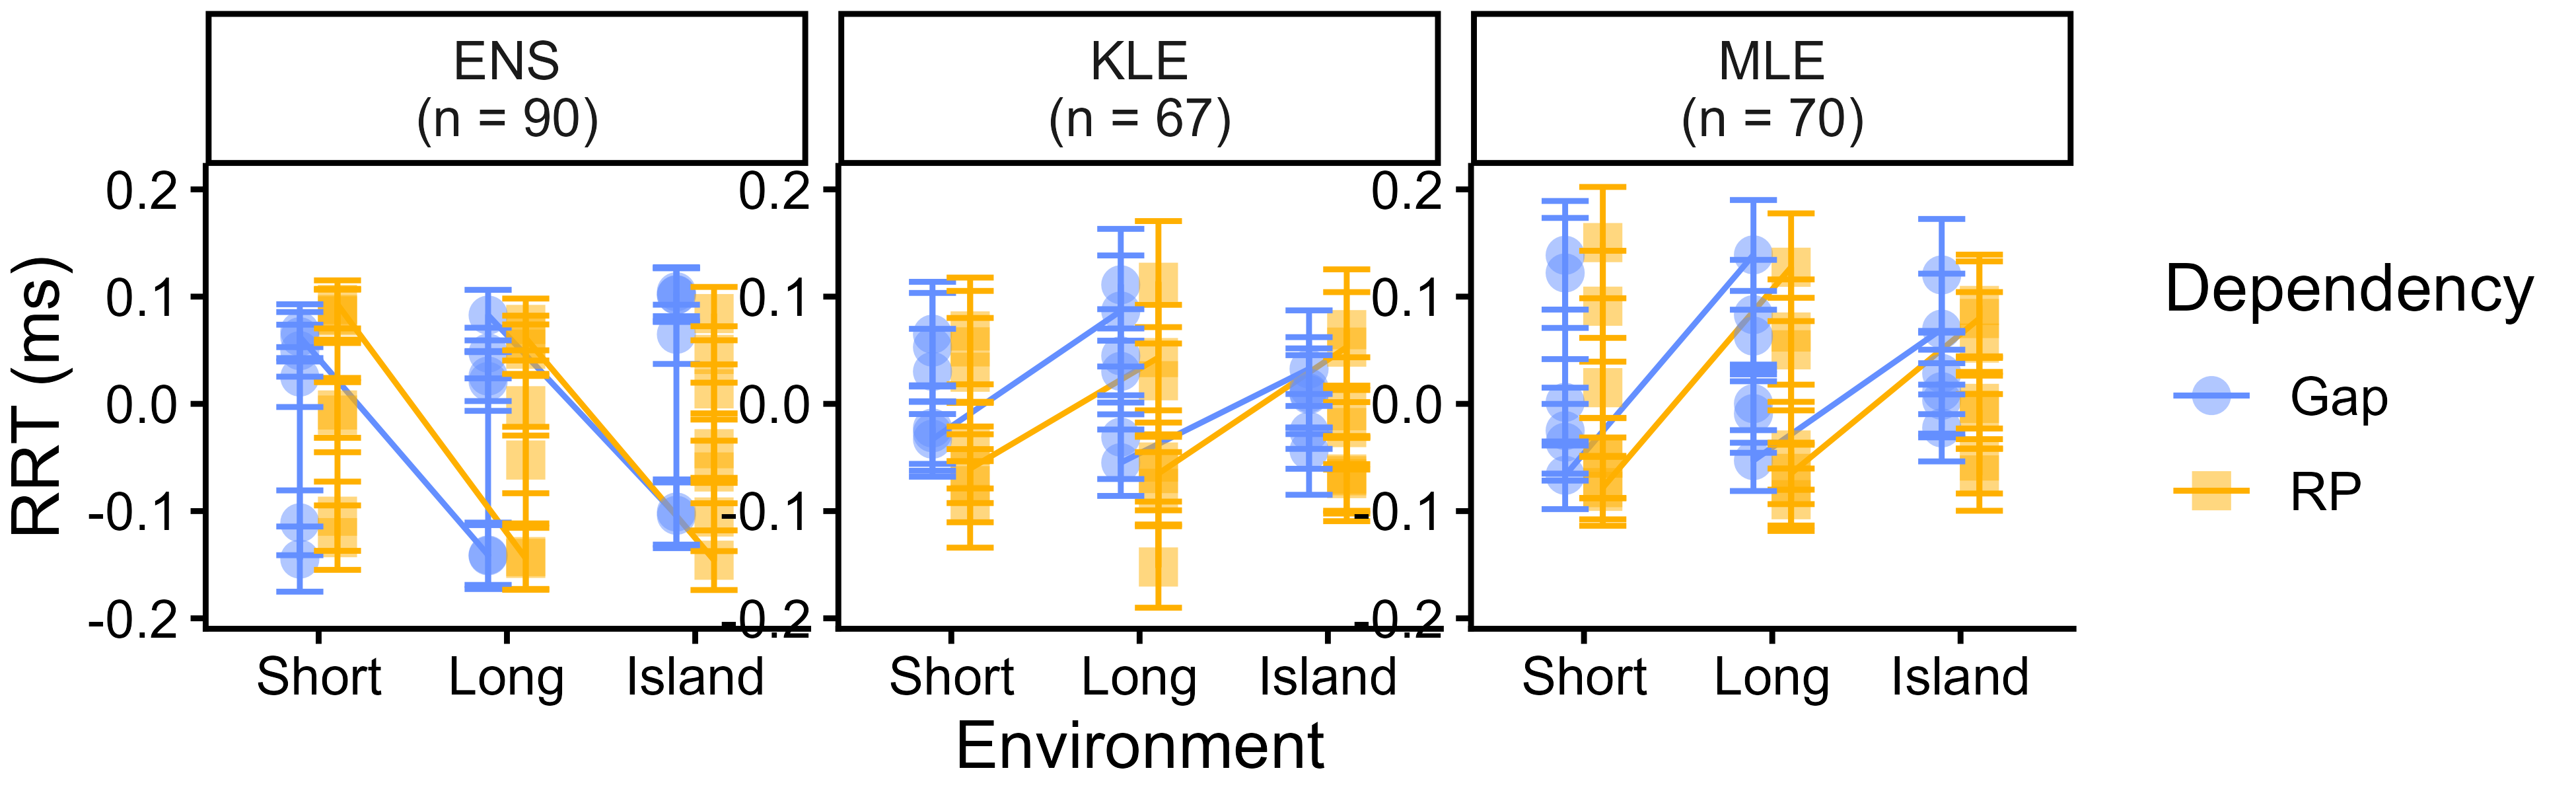 ENS
(n = 90)
KLE
(n = 67)
MLE
(n = 70)
RRT (ms)
0.2
0.1
0.0
-0.1
-0.2
0.2
0.1
0.0
-0.1
-0.2
0.2
0.1
0.0
-0.1
-0.2
Short Long Island
Short Long Island
Short Long Island
Environment
Dependency
Gap
RP